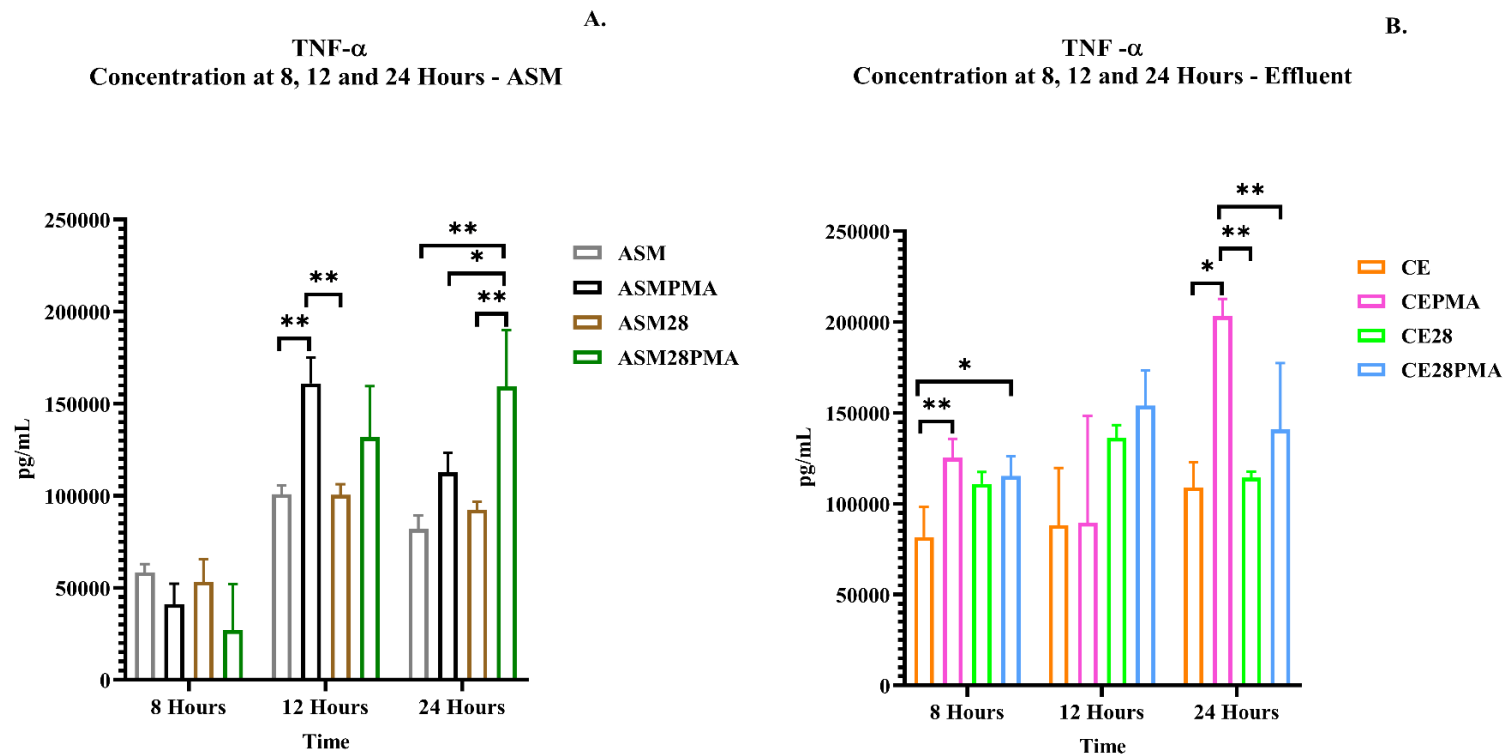 A.
TNF-α
Concentration at 8, 12 and 24 Hours - ASM
250000
200000
150000
100000
50000
0
pg/mL
**
**
**
*
**
ASM
ASMPMA
ASM28
ASM28PMA
8 Hours
12 Hours
24 Hours
Time
B.
TNF -α
Concentration at 8, 12 and 24 Hours - Effluent
250000
200000
150000
100000
50000
0
pg/mL
*
**
**
**
*
CE
CEPMA
CE28
CE28PMA
8 Hours
12 Hours
24 Hours
Time